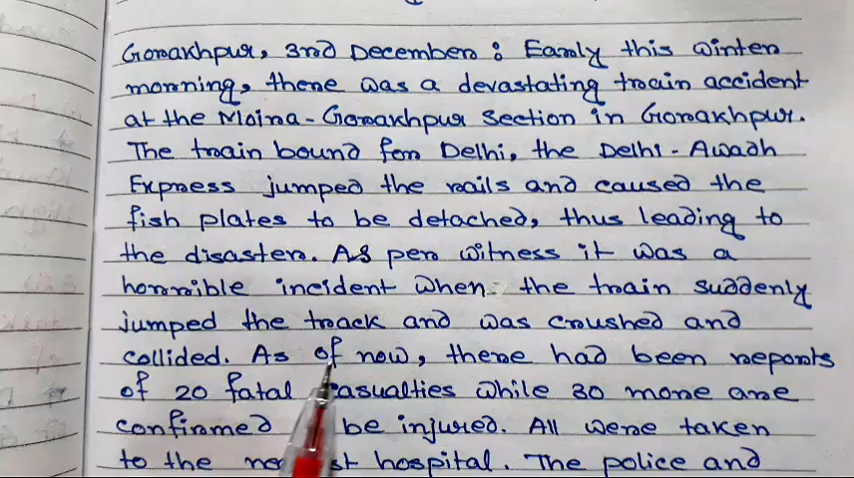 Gorakhpur, 3rd December : Early this winter
morning, there was a devastating train accident
at the Moina - Gorakhpur Section in Gorakhpur.
The train bound for Delhi, the Delhi - Awadh
Express jumped the rails and caused the
fish plates to be detached, thus leading to
the disaster. As per witness it was a
horrible incident when the train suddenly
jumped the track and was crushed and
collided. As of now, there had been reports
of 20 fatal casualties while 30 more are
confirmed be injured. All were taken
to the hospital. The police and